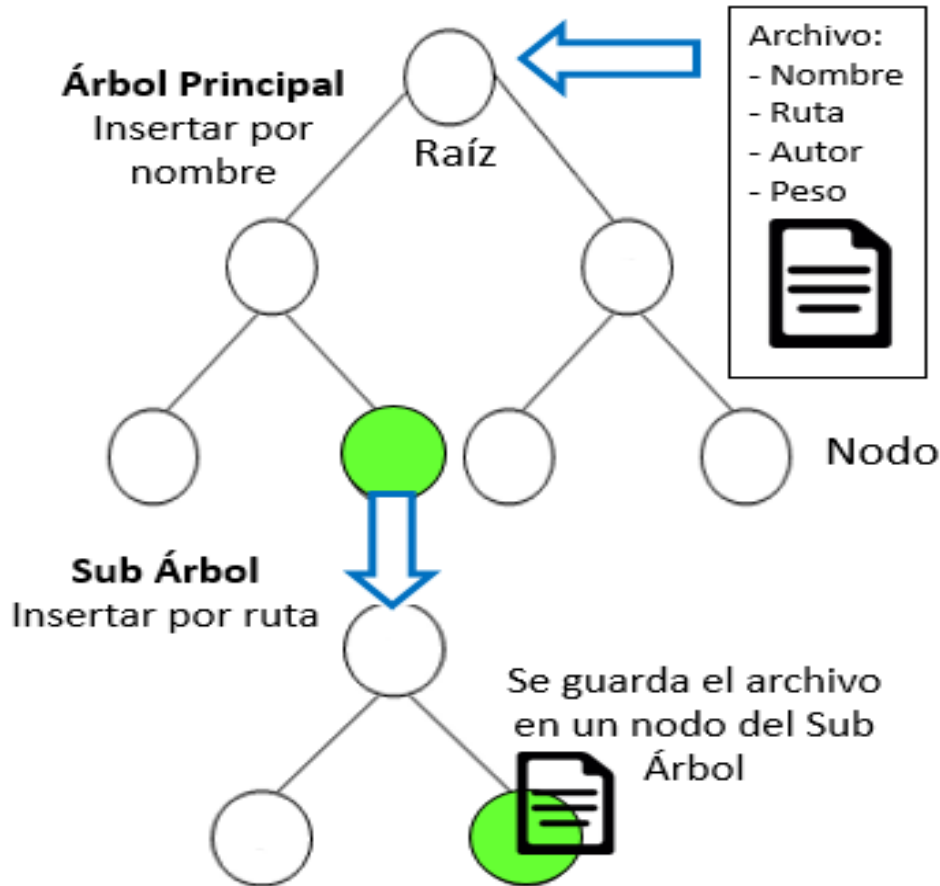 Árbol Principal
Insertar por
nombre
Raíz
Archivo:
- Nombre
- Ruta
- Autor
- Peso
Nodo
Sub Árbol
Insertar por ruta
Se guarda el archivo
en un nodo del Sub
Árbol